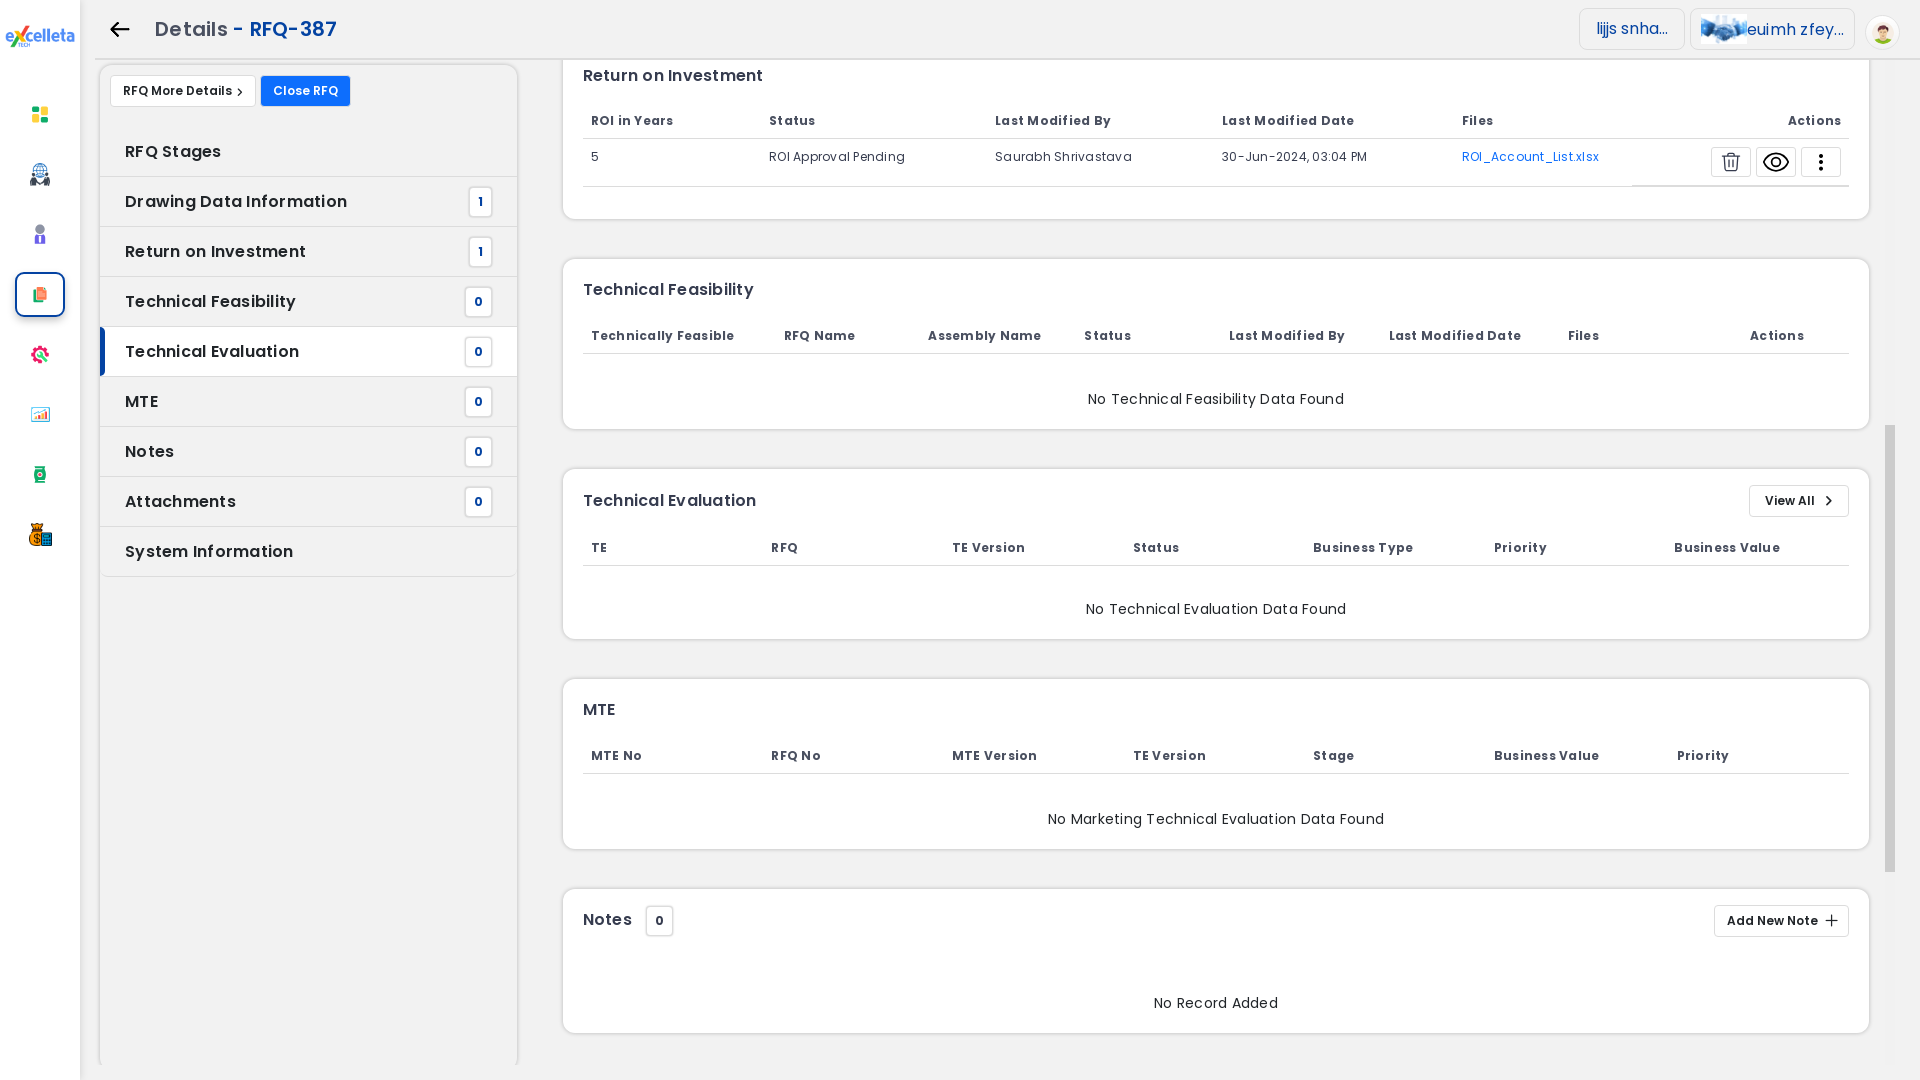 eXcelleta
TECH
Details - RFQ-387
lijjs snha...
euimh zfey...
RFQ More Details
Close RFQ
RFQ Stages
Drawing Data Information 1
Return on Investment 1
Technical Feasibility 0
Technical Evaluation 0
MTE 0
Notes 0
Attachments 0
System Information
Return on Investment
ROI in Years Status Last Modified By Last Modified Date Files Actions
5 ROI Approval Pending Saurabh Shrivastava 30-Jun-2024, 03:04 PM ROI_Account_List.xlsx
Technical Feasibility
Technically Feasible RFQ Name Assembly Name Status Last Modified By Last Modified Date Files Actions
No Technical Feasibility Data Found
Technical Evaluation View All
TE RFQ TE Version Status Business Type Priority Business Value
No Technical Evaluation Data Found
MTE
MTE No RFQ No MTE Version TE Version Stage Business Value Priority
No Marketing Technical Evaluation Data Found
Notes 0 Add New Note
No Record Added